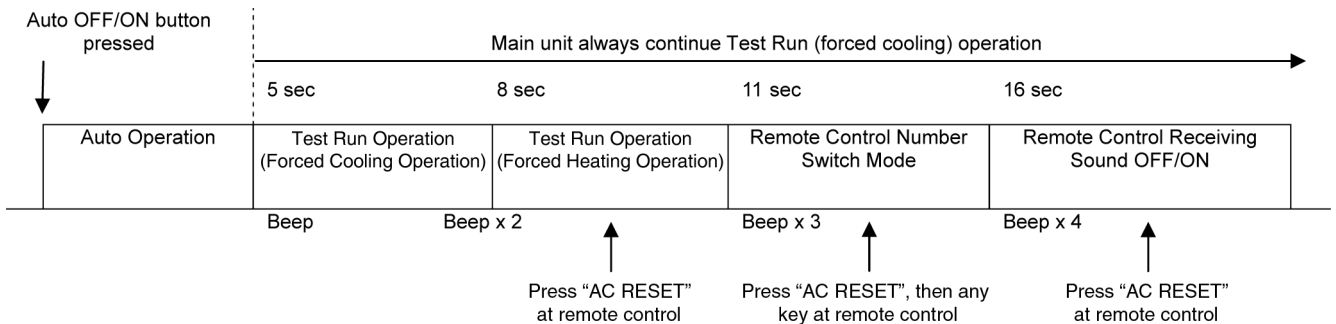 Auto OFF/ON button
pressed
Main unit always continue Test Run (forced cooling) operation
5 sec
8 sec
11 sec
16 sec
Auto Operation
Test Run Operation
(Forced Cooling Operation)
Test Run Operation
(Forced Heating Operation)
Remote Control Number
Switch Mode
Remote Control Receiving
Sound OFF/ON
Beep
Beep x 2
Beep x 3
Beep x 4
Press “AC RESET”
at remote control
Press “AC RESET”, then any
key at remote control
Press “AC RESET”
at remote control